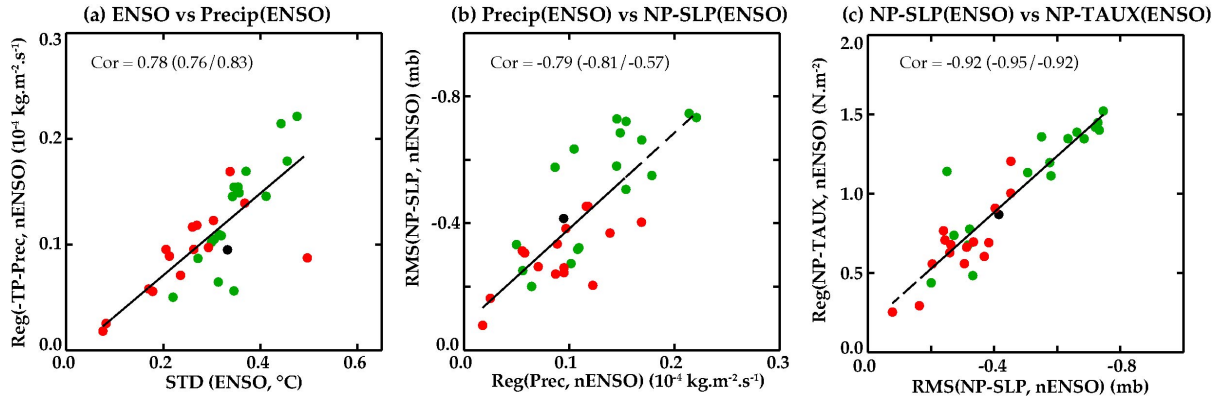 (a) ENSO vs Precip(ENSO)
Cor = 0.78 (0.76/0.83)
Reg(-TP-Prec, nENSO) (10⁻⁴ kg.m⁻².s⁻¹)
0.3
0.2
0.1
0.0
0.0
0.2
0.4
0.6
STD (ENSO, °C)
(b) Precip(ENSO) vs NP-SLP(ENSO)
Cor = -0.79 (-0.81/-0.57)
RMS(NP-SLP, nENSO) (mb)
-0.8
-0.4
0.0
0.0
0.1
0.2
0.3
Reg(Prec, nENSO) (10⁻⁴ kg.m⁻².s⁻¹)
(c) NP-SLP(ENSO) vs NP-TAUX(ENSO)
Cor = -0.92 (-0.95/-0.92)
Reg(NP-TAUX, nENSO) (N.m⁻²)
2.0
1.5
1.0
0.5
0.0
0.0
-0.4
-0.8
RMS(NP-SLP, nENSO) (mb)